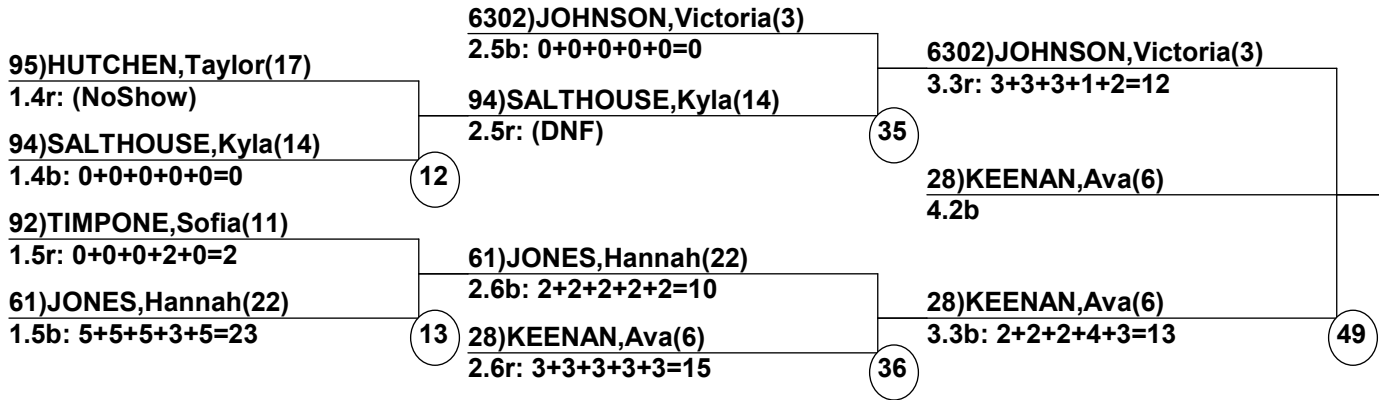 95)HUTCHEN,Taylor(17)
1.4r: (NoShow)
94)SALTHOUSE,Kyla(14)
1.4b: 0+0+0+0+0=0
12
92)TIMPONE,Sofia(11)
1.5r: 0+0+0+2+0=2
61)JONES,Hannah(22)
1.5b: 5+5+5+3+5=23
13
6302)JOHNSON,Victoria(3)
2.5b: 0+0+0+0+0=0
94)SALTHOUSE,Kyla(14)
2.5r: (DNF)
35
61)JONES,Hannah(22)
2.6b: 2+2+2+2+2=10
28)KEENAN,Ava(6)
2.6r: 3+3+3+3+3=15
36
6302)JOHNSON,Victoria(3)
3.3r: 3+3+3+1+2=12
28)KEENAN,Ava(6)
4.2b
28)KEENAN,Ava(6)
3.3b: 2+2+2+4+3=13
49